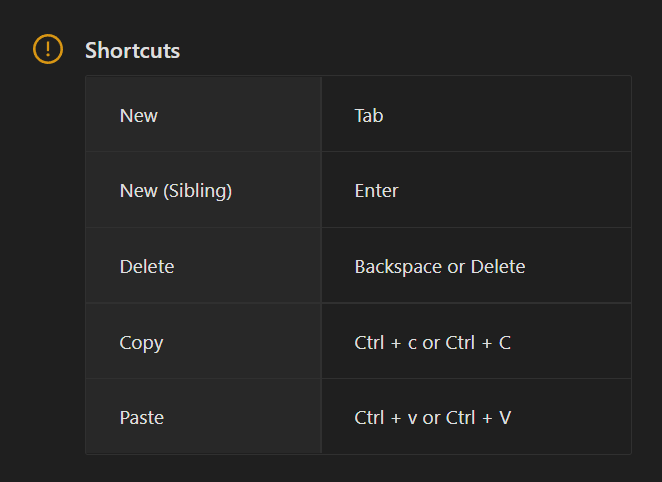 Shortcuts
New Tab
New (Sibling) Enter
Delete Backspace or Delete
Copy Ctrl + c or Ctrl + C
Paste Ctrl + v or Ctrl + V